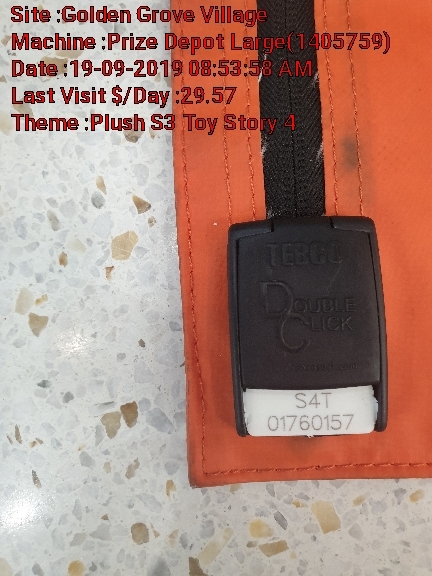 Site :Golden Grove Village
Machine :Prize Depot Large(1405759)
Date :19-09-2019 08:53:58 AM
Last Visit $/Day :29.57
Theme :Plush S3 Toy Story 4
TEBCO
DOUBLE
CLICK
S4T
01760157